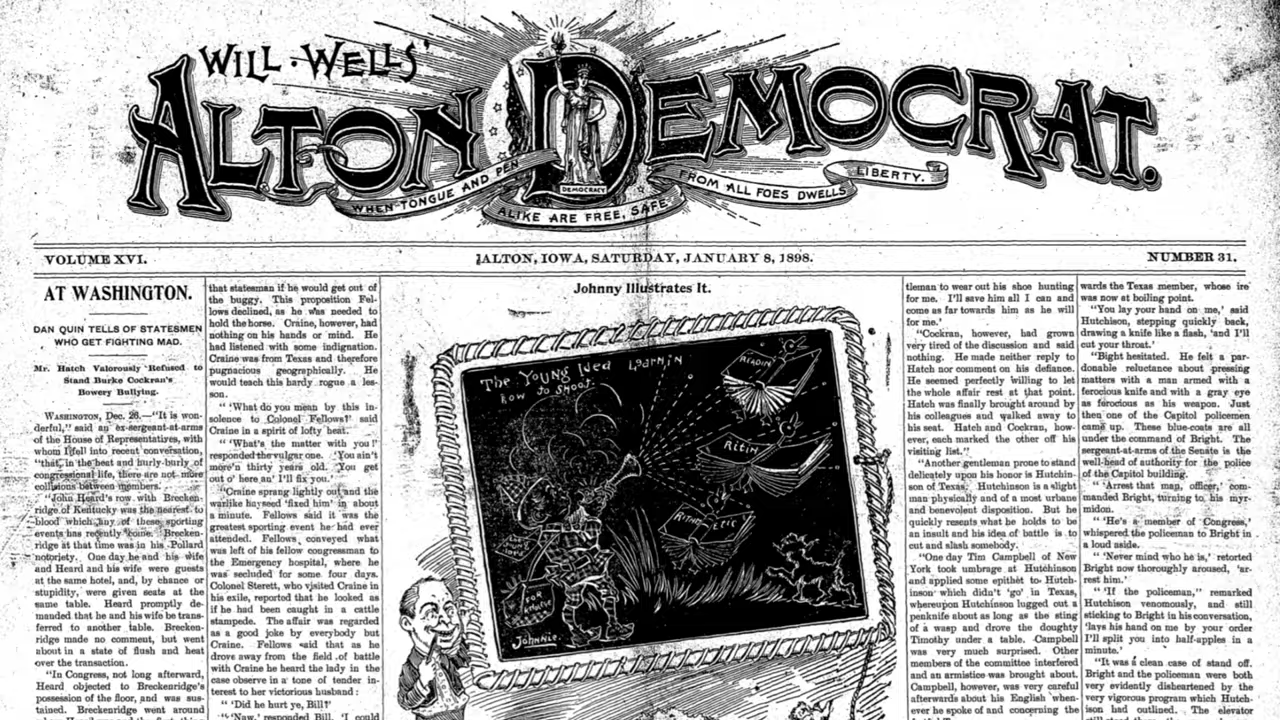 WILL · WELLS'
ALTON DEMOCRAT.
WHEN TONGUE AND PEN
ALIKE ARE FREE, SAFE
FROM ALL FOES DWELLS
LIBERTY.
DEMOCRACY
VOLUME XVI.
ALTON, IOWA, SATURDAY, JANUARY 8, 1898.
NUMBER 31.
AT WASHINGTON.
DAN QUIN TELLS OF STATESMEN
WHO GET FIGHTING MAD.
Mr. Hatch Valorously Refused to
Stand Burke Cockran's
Bowery Bullying.
WASHINGTON, Dec. 26.—"It is won-
derful," said an ex-sergeant-at-arms
of the House of Representatives, with
whom I fell into recent conversation,
"that, in the heat and hurly-burly of
congressional life, there are not more
collisions between members.
"John Heard's row with Brecken-
ridge of Kentucky was the nearest to
blood which any of these sporting
events has recently come. Brecken-
ridge at that time was in his Pollard
notoriety. One day he and his wife
and Heard and his wife were guests
at the same hotel, and, by chance or
stupidity, were given seats at the
same table. Heard promptly de-
manded that he and his wife be trans-
ferred to another table. Brecken-
ridge made no comment, but went
about in a state of flush and heat
over the transaction.
"In Congress, not long afterward,
Heard objected to Breckenridge's
possession of the floor, and was sus-
tained. Breckenridge went around
that statesman if he would get out of
the buggy. This proposition Fel-
lows declined, as he was needed to
hold the horse. Craine, however, had
nothing on his hands or mind. He
had listened with some indignation.
Craine was from Texas and therefore
pugnacious geographically. He
would teach this hardy rogue a les-
son.
"'What do you mean by this in-
solence to Colonel Fellows?' said
Craine in a spirit of lofty heat.
"'What's the matter with you!'
responded the vulgar one. 'You ain't
more'n thirty years old. You get
out o' here an' I'll fix you.'
"Craine sprang lightly out and the
warlike hayseed 'fixed him' in about
a minute. Fellows said it was the
greatest sporting event he had ever
attended. Fellows conveyed what
was left of his fellow congressman to
the Emergency hospital, where he
was secluded for some four days.
Colonel Sterett, who visited Craine in
his exile, reported that he looked as
if he had been caught in a cattle
stampede. The affair was regarded
as a good joke by everybody but
Craine. Fellows said that as he
drove away from the field of battle
with Craine he heard the lady in the
case observe in a tone of tender in-
terest to her victorious husband:
"'Did he hurt ye, Bill?'
"'Naw,' responded Bill. 'I could
Johnny Illustrates It.
The Young Idea Learnin
how to shoot
JOHNNIE.
tleman to wear out his shoe hunting
for me. I'll save him all I can and
come as far towards him as he will
for me.'
"Cockran, however, had grown
very tired of the discussion and said
nothing. He made neither reply to
Hatch nor comment on his defiance.
He seemed perfectly willing to let
the whole affair rest at that point.
Hatch was finally brought around by
his colleagues and walked away to
his seat. Hatch and Cockran, how-
ever, each marked the other off his
visiting list."
"Another gentleman prone to stand
delicately upon his honor is Hutchin-
son of Texas. Hutchinson is a slight
man physically and of a most urbane
and benevolent disposition. But he
quickly resents what he holds to be
an insult and his idea of battle is to
cut and slash somebody.
"One day Tim Campbell of New
York took umbrage at Hutchinson
and applied some epithet to Hutch-
inson which didn't 'go' in Texas,
whereupon Hutchinson lugged out a
penknife about as long as the sting
of a wasp and drove the doughty
Timothy under a table. Campbell
was very much surprised. Other
members of the committee interfered
and an armistice was brought about.
Campbell, however, was very careful
afterwards about his English when-
ever he spoke of and concerning the
wards the Texas member, whose ire
was now at boiling point.
"'You lay your hand on me,' said
Hutchinson, stepping quickly back,
drawing a knife like a flash, 'and I'll
cut your throat.'
"Bight hesitated. He felt a par-
donable reluctance about pressing
matters with a man armed with a
ferocious knife and with a gray eye
as ferocious as his weapon. Just
then one of the Capitol policemen
came up. These blue-coats are all
under the command of Bright. The
sergeant-at-arms of the Senate is the
well-head of authority for the police
of the Capitol building.
"'Arrest that man, officer,' com-
manded Bright, turning to his myr-
midon.
"'He's a member of Congress,'
whispered the policeman to Bright in
a loud aside.
"'Never mind who he is,' retorted
Bright now thoroughly aroused, 'ar-
rest him.'
"'If the policeman,' remarked
Hutchison venomously, and still
sticking to Bright in his conversation,
'lays his hand on me by your order
I'll split you into half-apples in a
minute.'
"It was a clean case of stand off.
Bright and the policeman were both
very evidently disheartened by the
very vigorous program which Hutch-
ison had outlined. The elevator